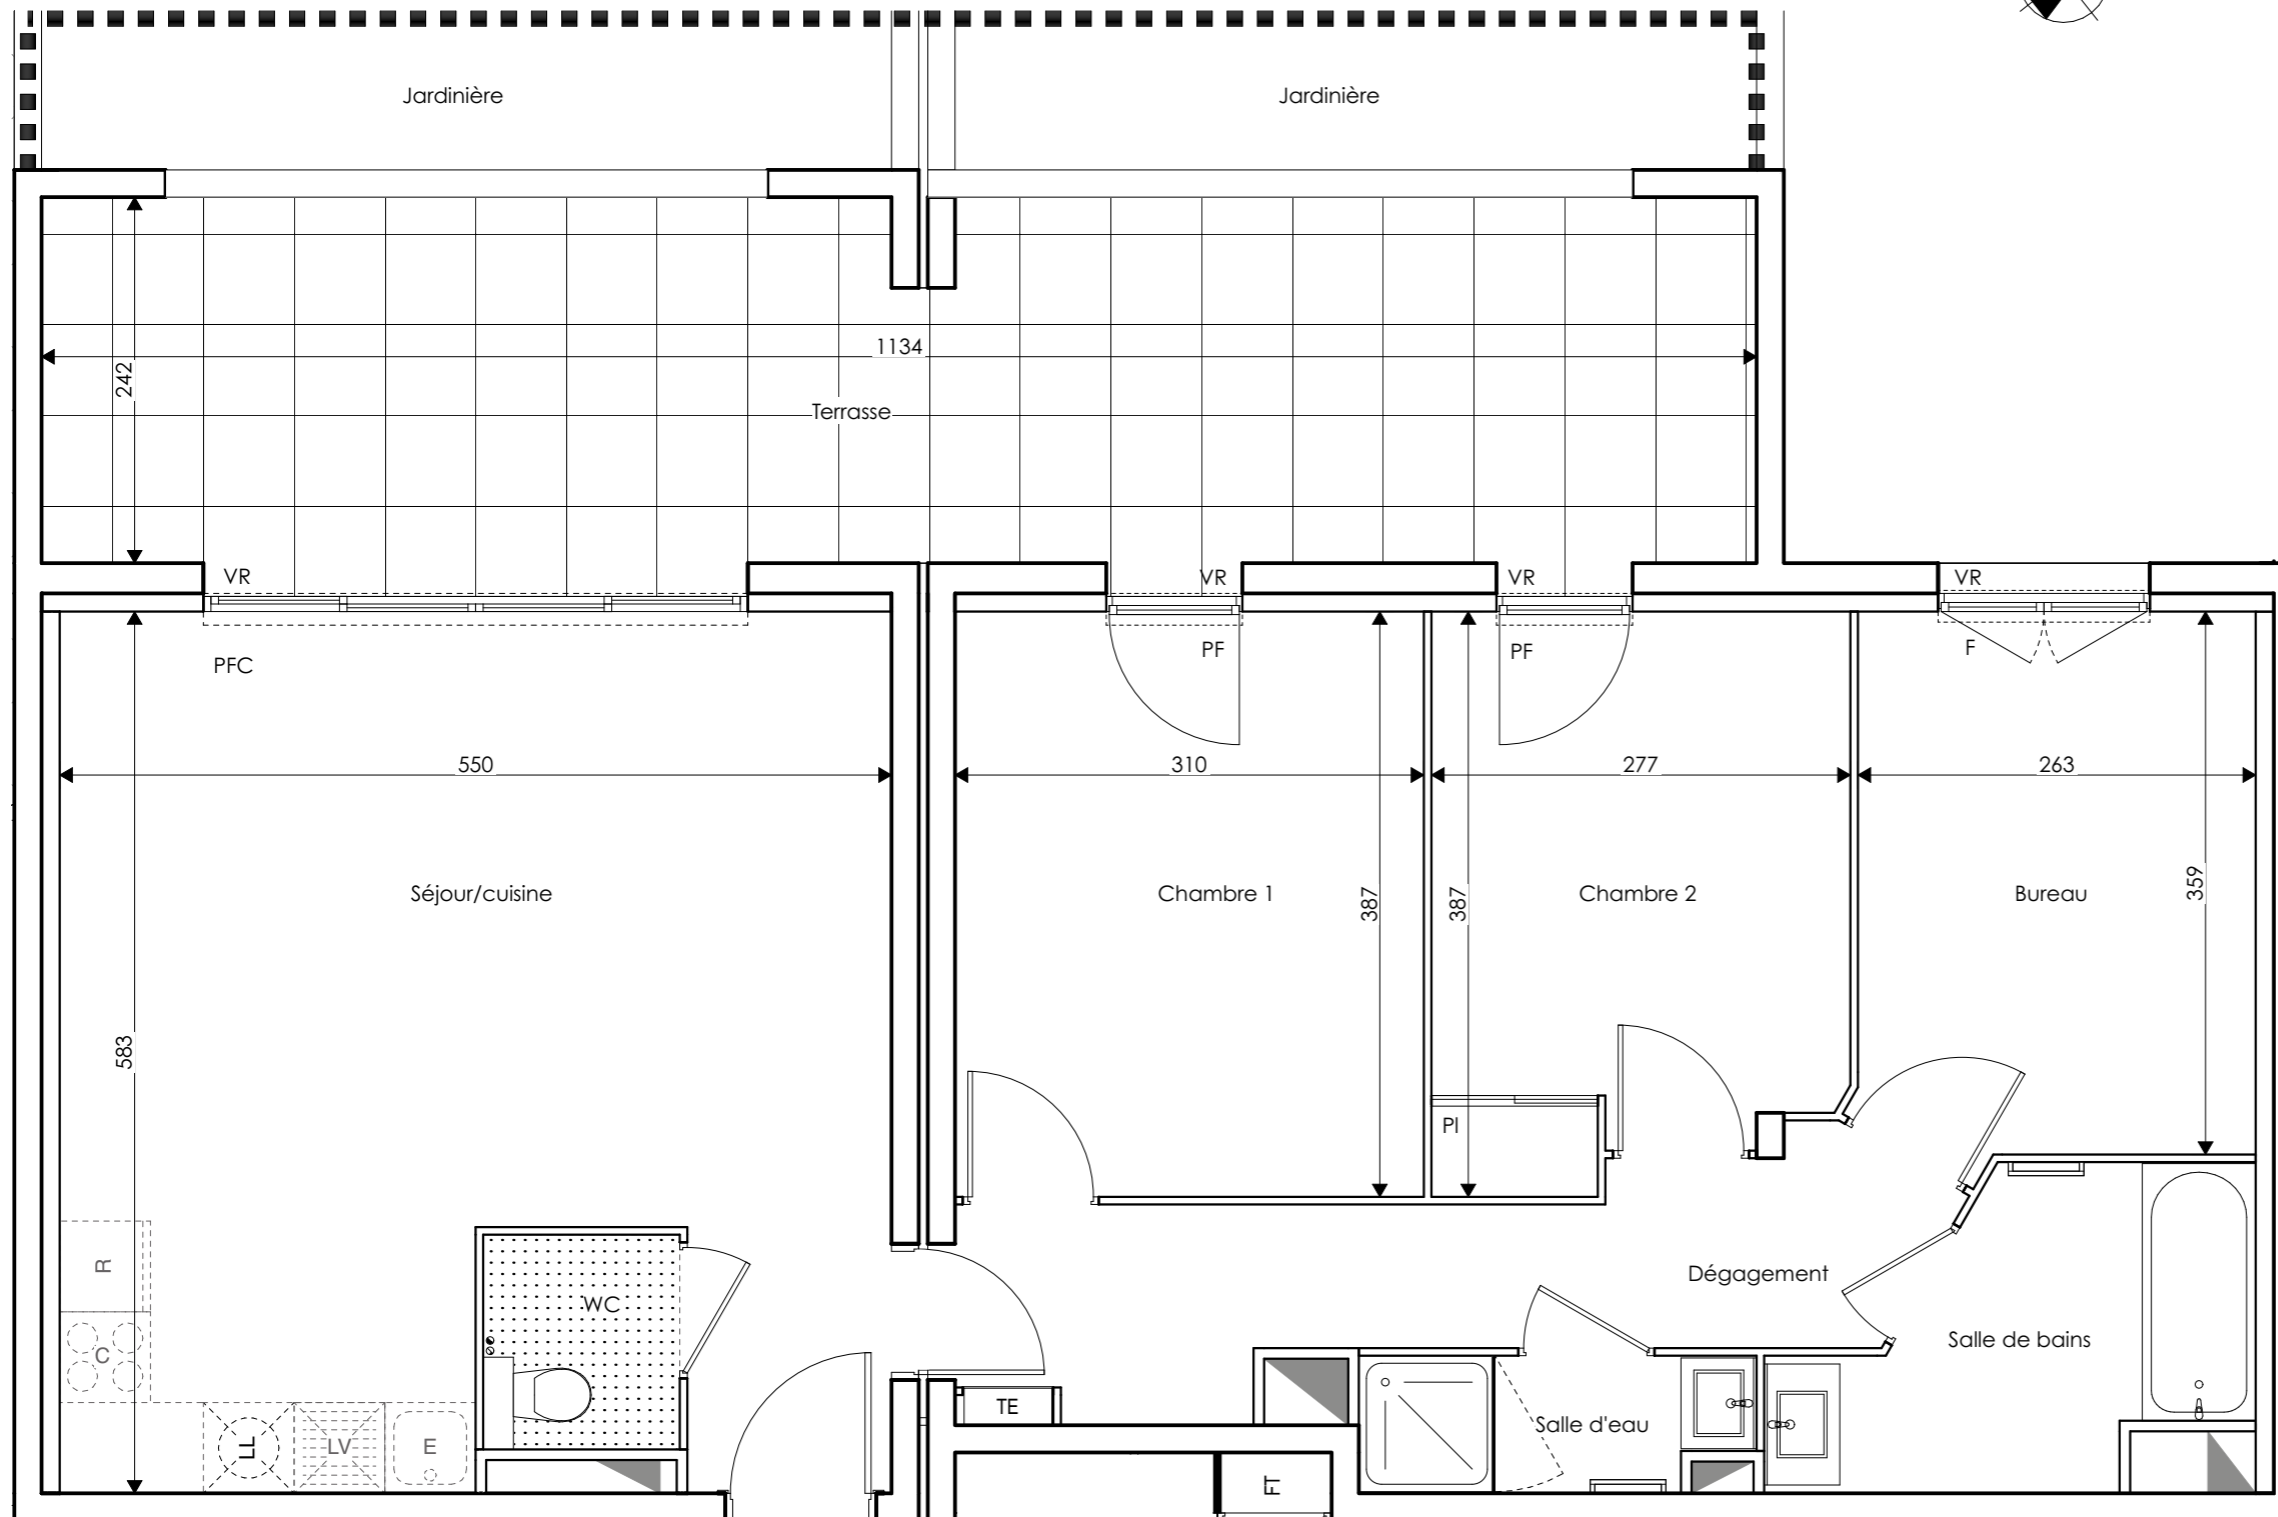 Jardinière
Jardinière
1134
242
Terrasse
VR
VR
VR
VR
PFC
PF
PF
F
550
310
277
263
Séjour/cuisine
Chambre 1
387
387
Chambre 2
Bureau
359
583
Pl
R
WC
Dégagement
C
Salle de bains
TE
Salle d'eau
LL
LV
E
FT